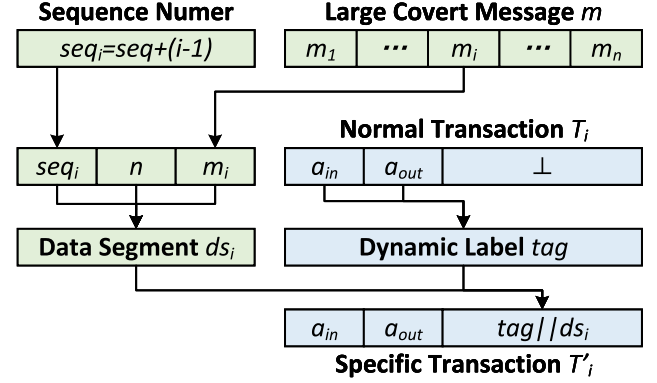 Sequence Numer
Large Covert Message m
seqi=seq+(i-1)
m1 ... mi ... mn
Normal Transaction Ti
seqi n mi
ain aout ⊥
Data Segment dsi
Dynamic Label tag
ain aout tag||dsi
Specific Transaction T'i